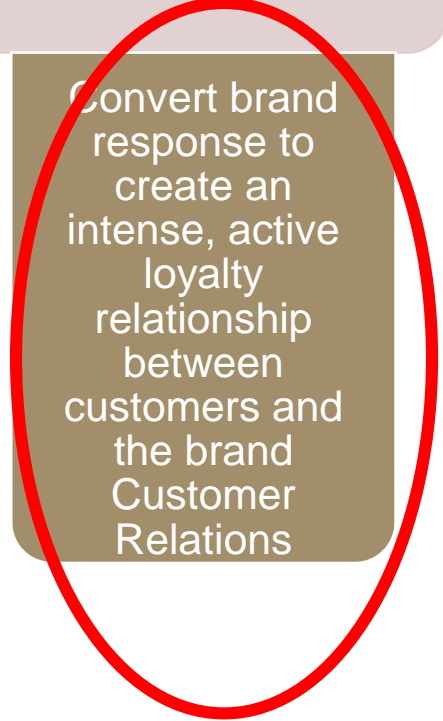 Convert brand
response to
create an
intense, active
loyalty
relationship
between
customers and
the brand
Customer
Relations